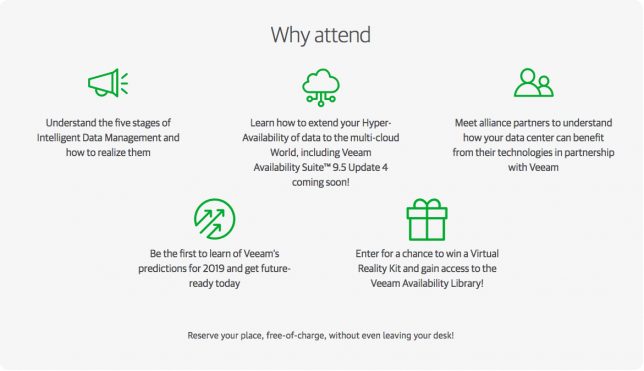 Why attend
Understand the five stages of
Intelligent Data Management and
how to realize them
Learn how to extend your Hyper-
Availability of data to the multi-cloud
World, including Veeam
Availability Suite™ 9.5 Update 4
coming soon!
Meet alliance partners to understand
how your data center can benefit
from their technologies in partnership
with Veeam
Be the first to learn of Veeam's
predictions for 2019 and get future-
ready today
Enter for a chance to win a Virtual
Reality Kit and gain access to the
Veeam Availability Library!
Reserve your place, free-of-charge, without even leaving your desk!